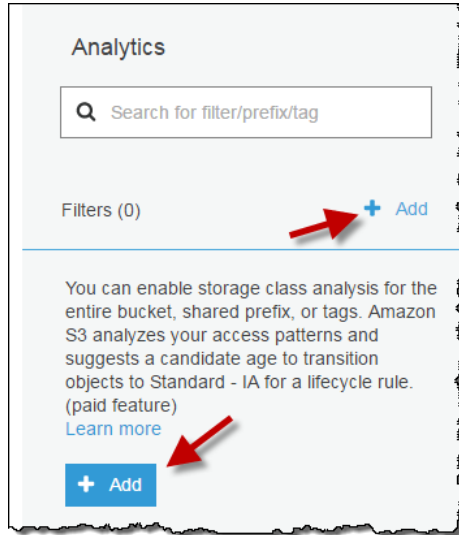 Analytics
Search for filter/prefix/tag
Filters (0)
+ Add
You can enable storage class analysis for the
entire bucket, shared prefix, or tags. Amazon
S3 analyzes your access patterns and
suggests a candidate age to transition
objects to Standard - IA for a lifecycle rule.
(paid feature)
Learn more
+ Add